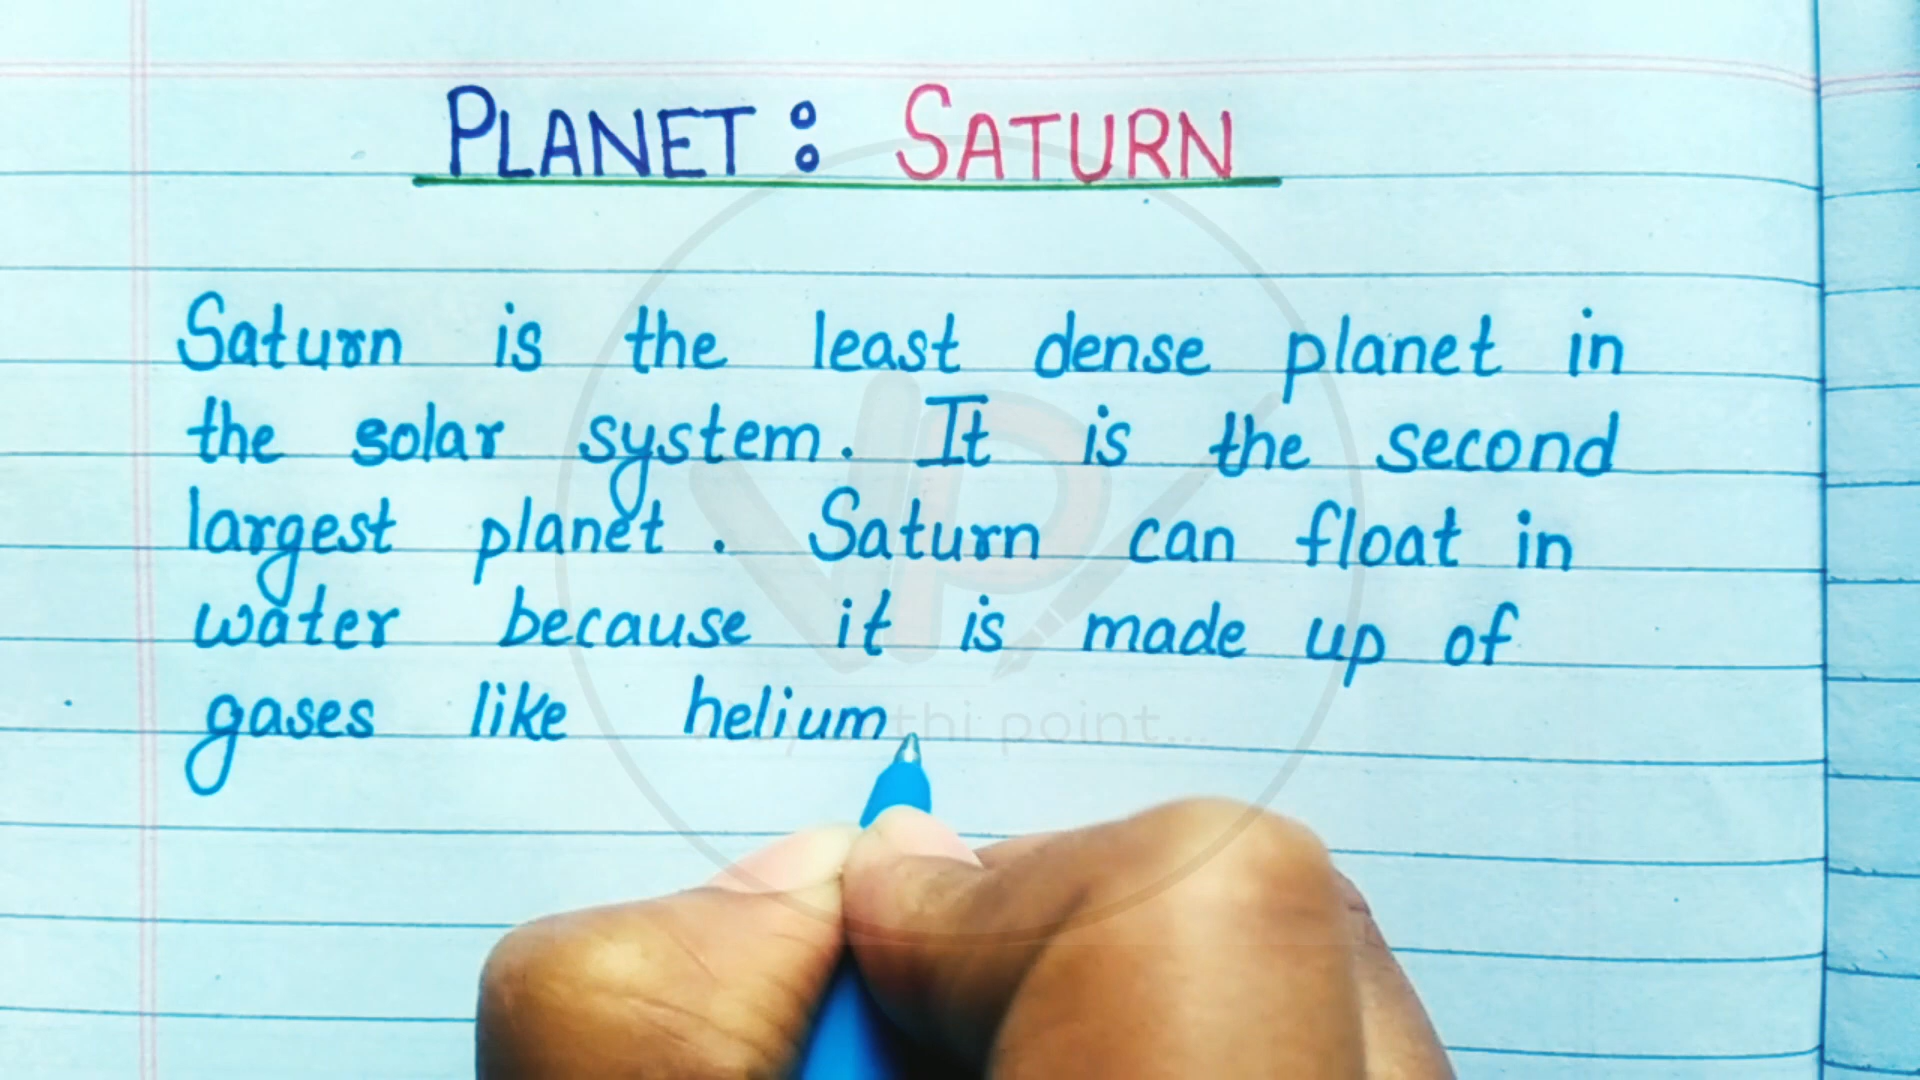 PLANET: SATURN
Saturn is the least dense planet in
the solar system. It is the second
largest planet. Saturn can float in
water because it is made up of
gases like helium